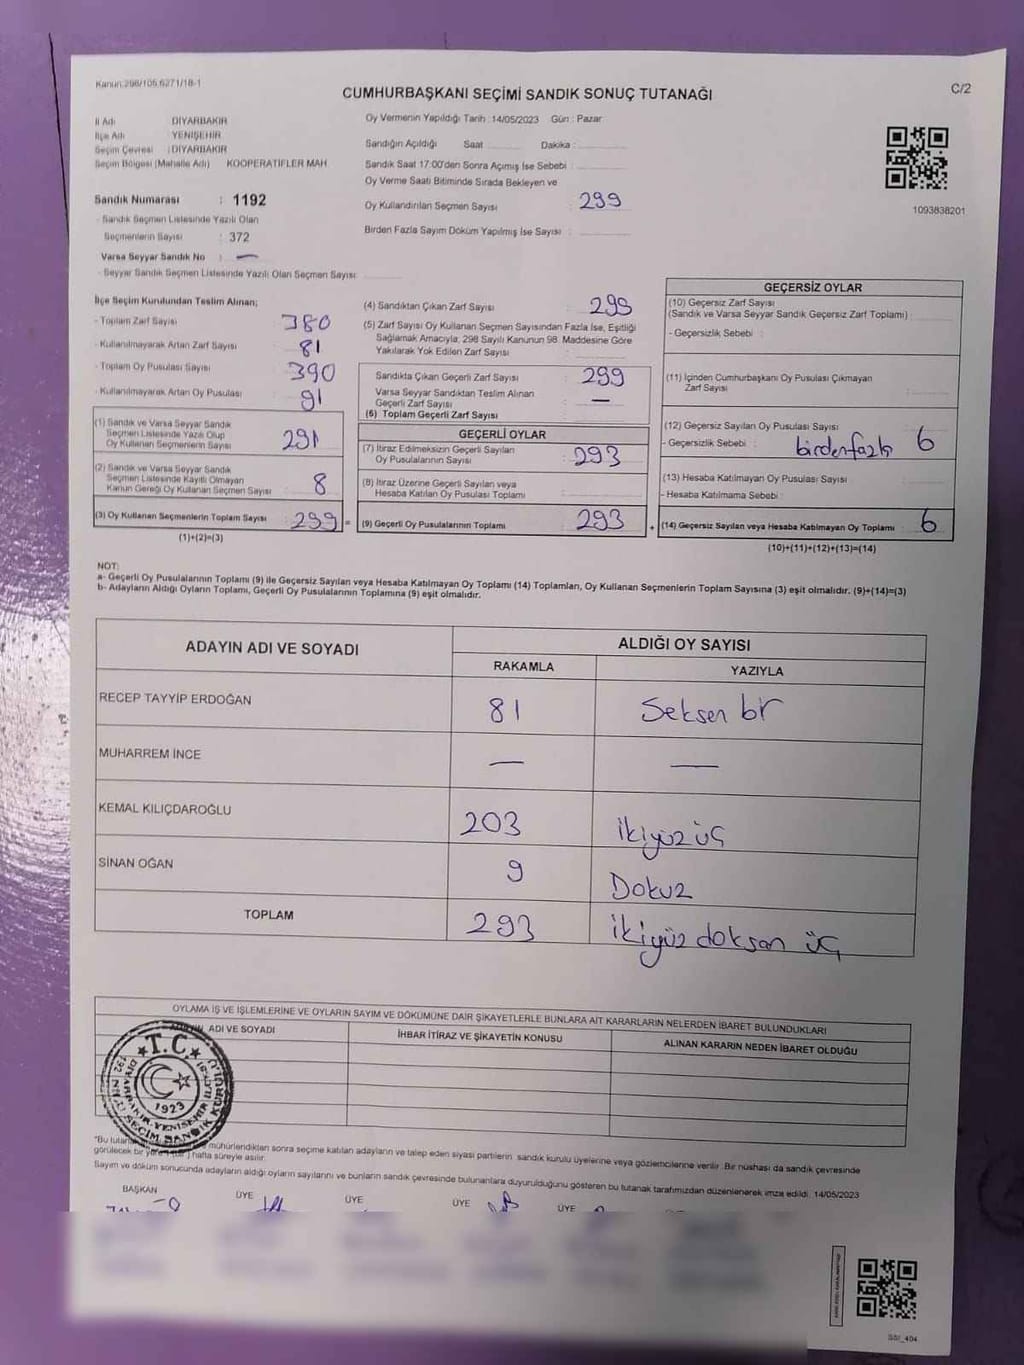 Kanun:298/105,6271/18-1
C/2
CUMHURBAŞKANI SEÇİMİ SANDIK SONUÇ TUTANAĞI
İl Adı : DİYARBAKIR
İlçe Adı : YENİŞEHİR
Seçim Çevresi : DİYARBAKIR
Seçim Bölgesi (Mahalle Adı) KOOPERATİFLER MAH
Sandık Numarası : 1192
- Sandık Seçmen Listesinde Yazılı Olan
Seçmenlerin Sayısı : 372
Varsa Seyyar Sandık No : —
- Seyyar Sandık Seçmen Listesinde Yazılı Olan Seçmen Sayısı:
Oy Vermenin Yapıldığı Tarih :14/05/2023 Gün : Pazar
Sandığın Açıldığı Saat Dakika :
Sandık Saat 17:00'den Sonra Açımış İse Sebebi :
Oy Verme Saati Bitiminde Sırada Bekleyen ve
Oy Kullandırılan Seçmen Sayısı : 299
Birden Fazla Sayım Döküm Yapılmış İse Sayısı :
1093838201
İlçe Seçim Kurulundan Teslim Alınan;
- Toplam Zarf Sayısı : 380
- Kullanılmayarak Artan Zarf Sayısı : 81
- Toplam Oy Pusulası Sayısı : 390
- Kullanılmayarak Artan Oy Pusulası : 91
(1) Sandık ve Varsa Seyyar Sandık
Seçmen Listesinde Yazılı Olup
Oy Kullanan Seçmenlerin Sayısı : 291
(2) Sandık ve Varsa Seyyar Sandık
Seçmen Listesinde Kayıtlı Olmayan
Kanun Gereği Oy Kullanan Seçmen Sayısı : 8
(3) Oy Kullanan Seçmenlerin Toplam Sayısı : 299 =
(1)+(2)=(3)
(4) Sandıktan Çıkan Zarf Sayısı : 299
(5) Zarf Sayısı Oy Kullanan Seçmen Sayısından Fazla İse, Eşitliği
Sağlamak Amacıyla, 298 Sayılı Kanunun 98. Maddesine Göre
Yakılarak Yok Edilen Zarf Sayısı :
Sandıkta Çıkan Geçerli Zarf Sayısı : 299
Varsa Seyyar Sandıktan Teslim Alınan
Geçerli Zarf Sayısı : —
(6) Toplam Geçerli Zarf Sayısı :
GEÇERLİ OYLAR
(7) İtiraz Edilmeksizin Geçerli Sayılan
Oy Pusulalarının Sayısı : 293
(8) İtiraz Üzerine Geçerli Sayılan veya
Hesaba Katılan Oy Pusulası Toplamı :
(9) Geçerli Oy Pusulalarının Toplamı : 293 +
GEÇERSİZ OYLAR
(10) Geçersiz Zarf Sayısı
(Sandık ve Varsa Seyyar Sandık Geçersiz Zarf Toplamı) :
- Geçersizlik Sebebi :
(11) İçinden Cumhurbaşkanı Oy Pusulası Çıkmayan
Zarf Sayısı :
(12) Geçersiz Sayılan Oy Pusulası Sayısı : 6
- Geçersizlik Sebebi : birdenfazla
(13) Hesaba Katılmayan Oy Pusulası Sayısı :
- Hesaba Katılmama Sebebi :
(14) Geçersiz Sayılan veya Hesaba Katılmayan Oy Toplamı : 6
(10)+(11)+(12)+(13)=(14)
NOT:
a- Geçerli Oy Pusulalarının Toplamı (9) ile Geçersiz Sayılan veya Hesaba Katılmayan Oy Toplamı (14) Toplamları, Oy Kullanan Seçmenlerin Toplam Sayısına (3) eşit olmalıdır. (9)+(14)=(3)
b- Adayların Aldığı Oyların Toplamı, Geçerli Oy Pusulalarının Toplamına (9) eşit olmalıdır.
ADAYIN ADI VE SOYADI ALDIĞI OY SAYISI
RAKAMLA YAZIYLA
RECEP TAYYİP ERDOĞAN 81 Seksen bir
MUHARREM İNCE — —
KEMAL KILIÇDAROĞLU 203 ikiyüz üç
SİNAN OĞAN 9 Dokuz
TOPLAM 293 ikiyüz doksan üç
OYLAMA İŞ VE İŞLEMLERİNE VE OYLARIN SAYIM VE DÖKÜMÜNE DAİR ŞİKAYETLERLE BUNLARA AİT KARARLARIN NELERDEN İBARET BULUNDUKLARI
ADI VE SOYADI İHBAR İTİRAZ VE ŞİKAYETİN KONUSU ALINAN KARARIN NEDEN İBARET OLDUĞU
T.C.
1923
DİYARBAKIR-YENİŞEHİR İLÇESİ
SEÇİM SANDIK KURULU
mühürlendikten sonra seçime katılan adayların ve talep eden siyasi partilerin sandık kurulu üyelerine veya gözlemcilerine verilir. Bir nüshası da sandık çevresinde
görülecek bir yere hafta süreyle asılır.
Sayım ve döküm sonucunda adayların aldığı oyların sayılarını ve bunların sandık çevresinde bulunanlara duyurulduğunu gösteren bu tutanak tarafımızdan düzenlenerek imza edildi. 14/05/2023
BAŞKAN ÜYE ÜYE ÜYE ÜYE
SSI_404